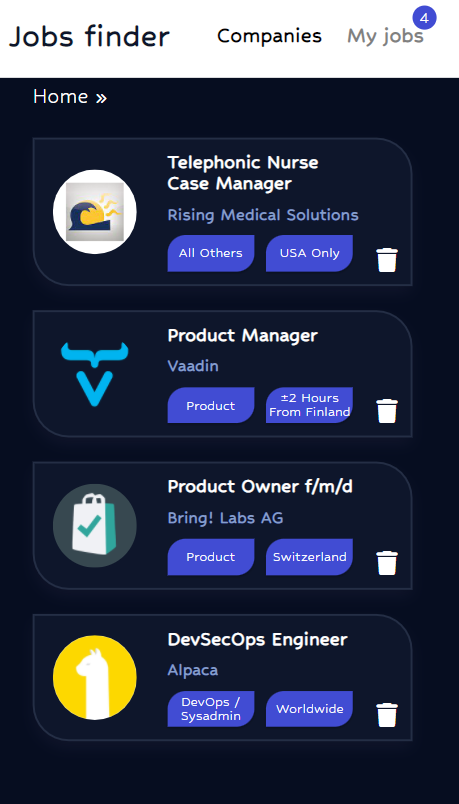 Jobs finder
Companies
My jobs
4
Home »
Telephonic Nurse
Case Manager
Rising Medical Solutions
All Others
USA Only
Product Manager
Vaadin
Product
±2 Hours
From Finland
Product Owner f/m/d
Bring! Labs AG
Product
Switzerland
DevSecOps Engineer
Alpaca
DevOps /
Sysadmin
Worldwide